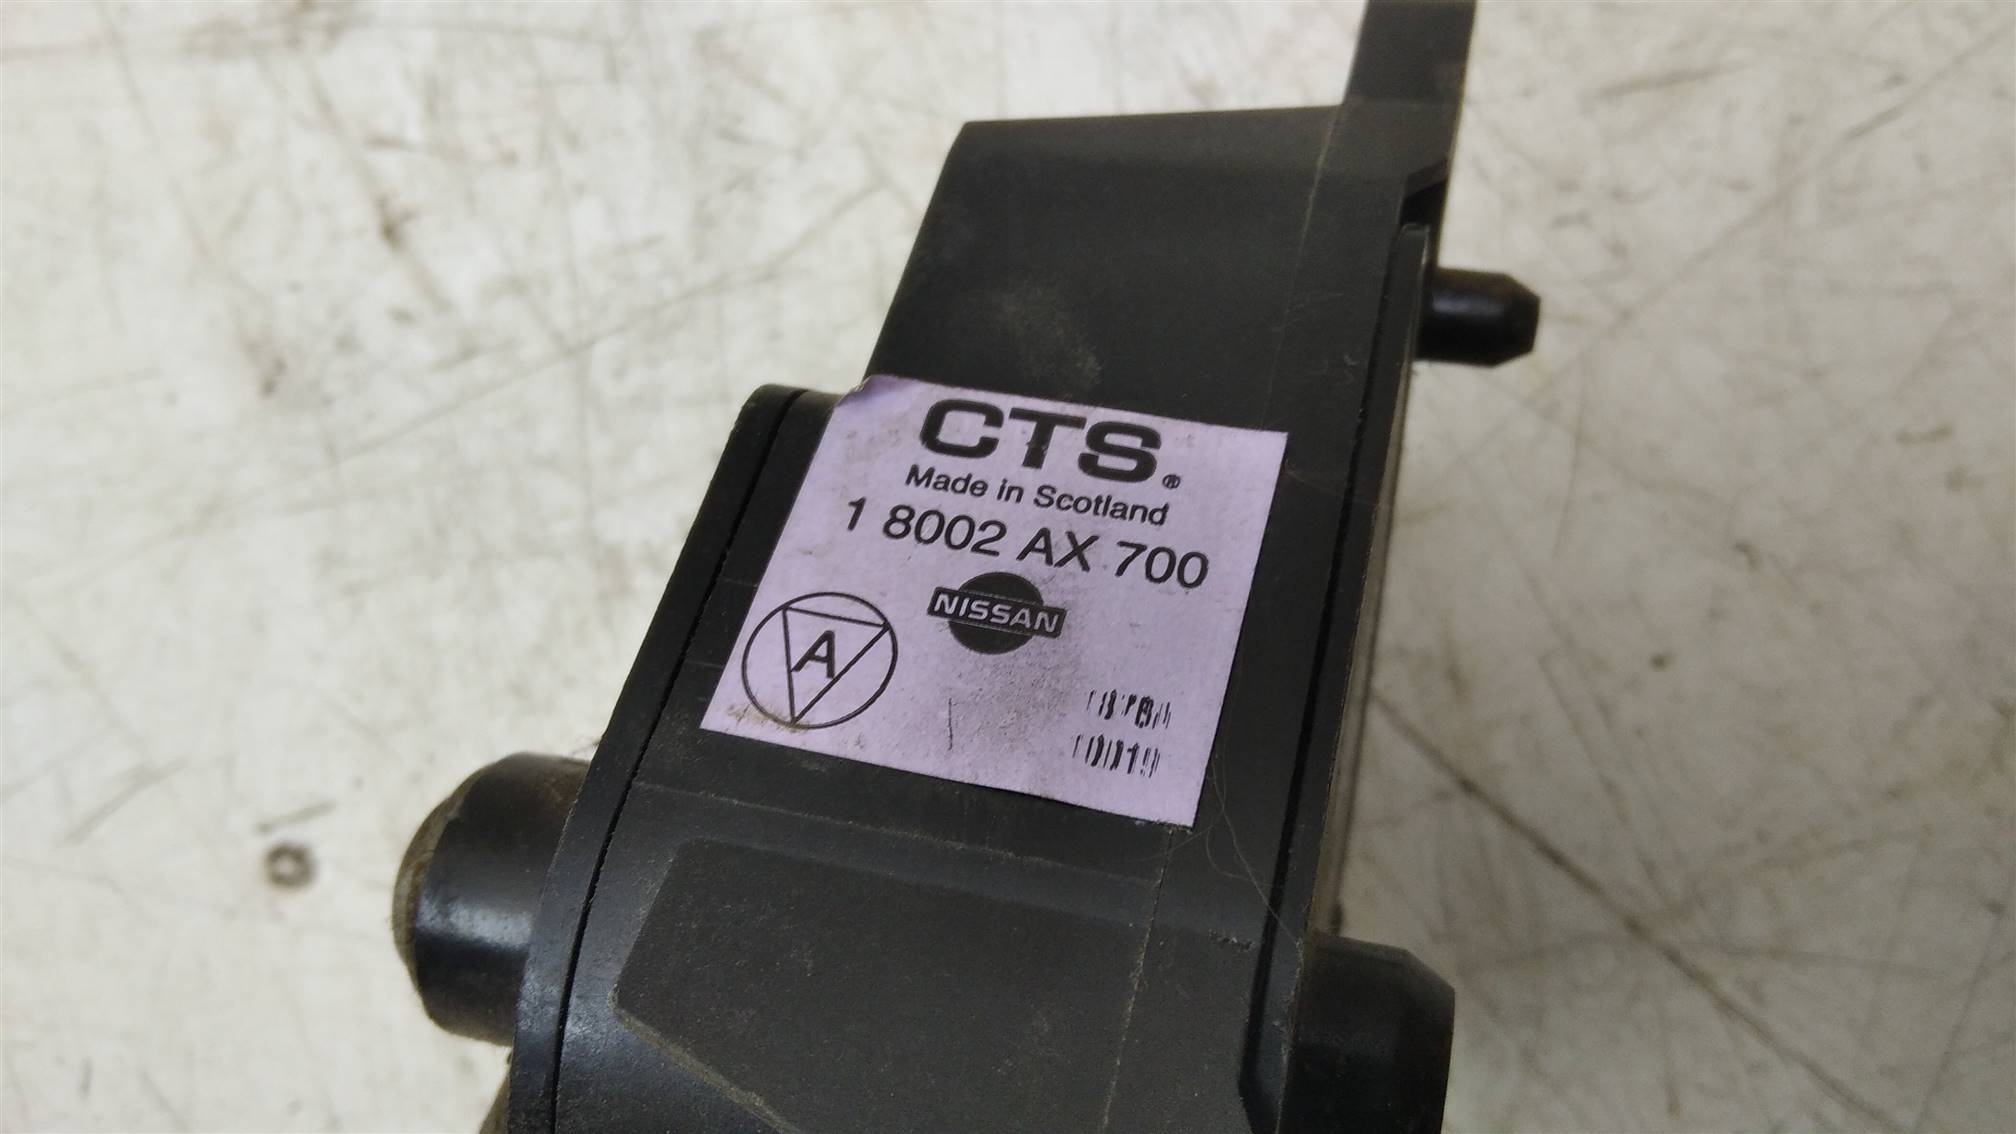 CTS®
Made in Scotland
1 8002 AX 700
NISSAN
A